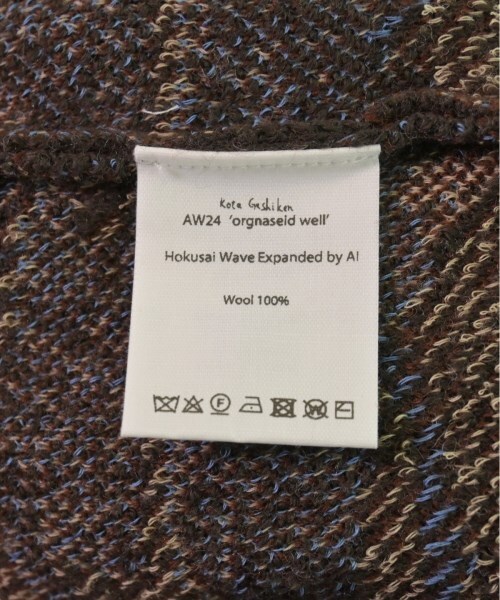 Kota Gushiken
AW24 'orgnaseid well'
Hokusai Wave Expanded by AI
Wool 100%
F
W